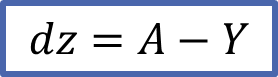 dz = A − Y